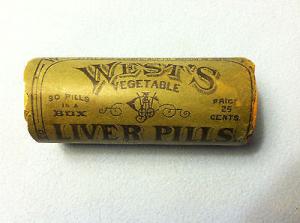 WEST'S
VEGETABLE
30 PILLS
IN A
BOX
PRICE
25
CENTS.
LIVER PILLS.